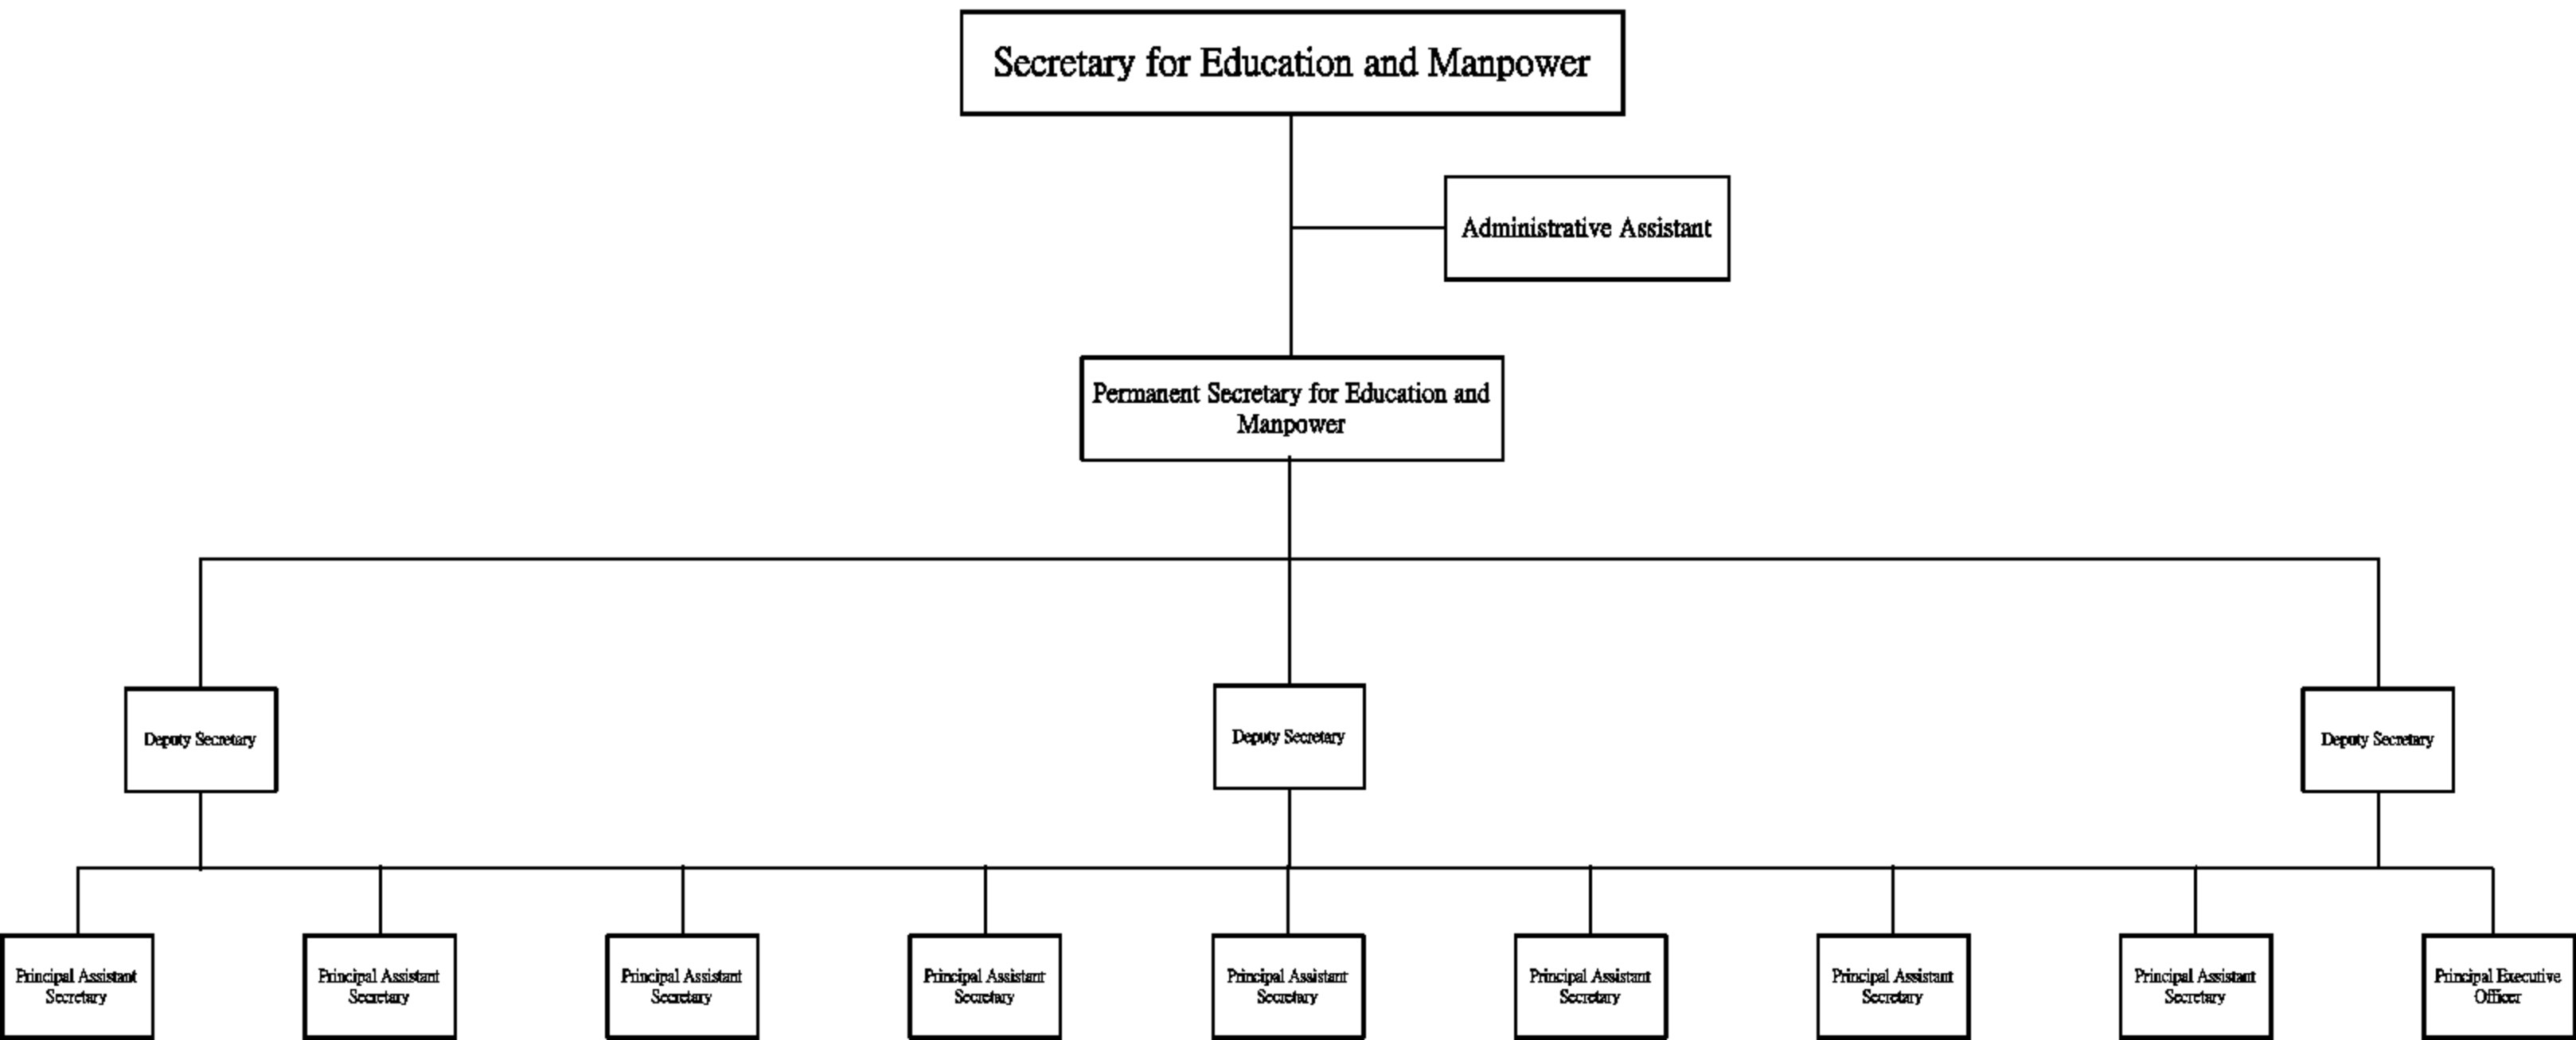 Secretary for Education and Manpower
Administrative Assistant
Permanent Secretary for Education and
Manpower
Deputy Secretary
Deputy Secretary
Deputy Secretary
Principal Assistant
Secretary
Principal Assistant
Secretary
Principal Assistant
Secretary
Principal Assistant
Secretary
Principal Assistant
Secretary
Principal Assistant
Secretary
Principal Assistant
Secretary
Principal Assistant
Secretary
Principal Executive
Officer